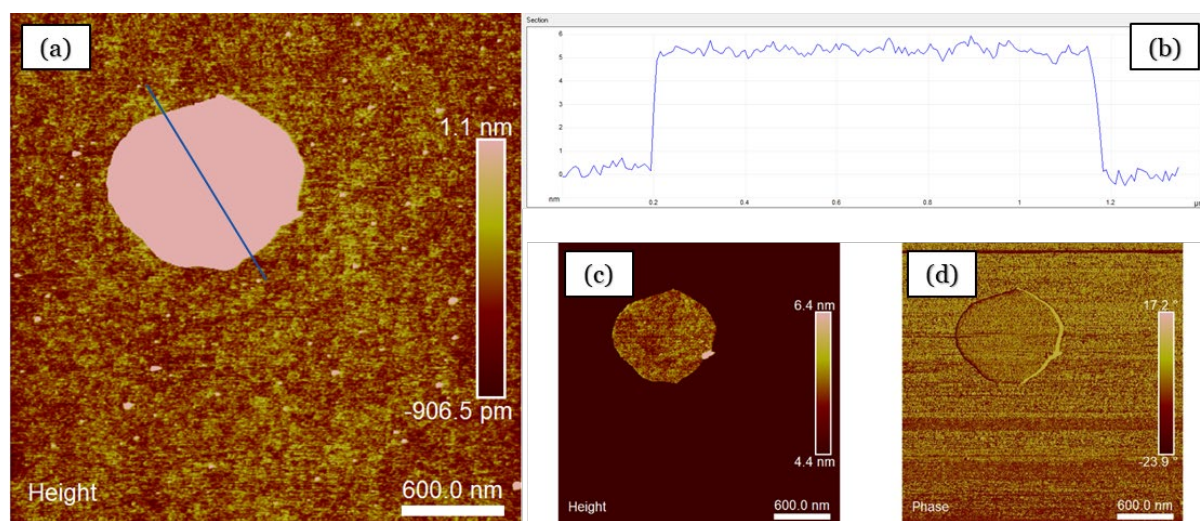 (a)
1.1 nm
-906.5 pm
Height
600.0 nm
Section
(b)
6
5
4
3
2
1
0
nm
0.2
0.4
0.6
0.8
1
1.2
(c)
6.4 nm
4.4 nm
Height
600.0 nm
(d)
17.2 °
-23.9 °
Phase
600.0 nm